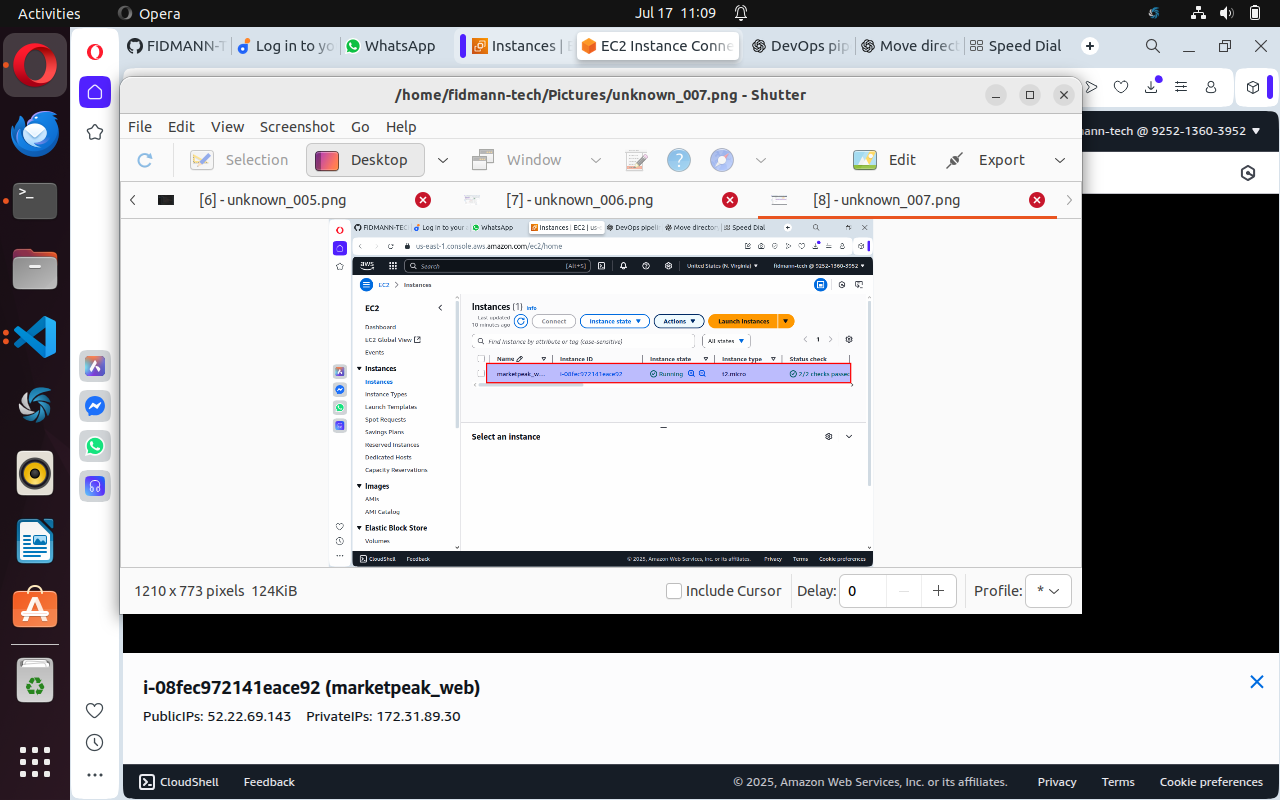 Activities Opera Jul 17 11:09
FIDMANN-T Log in to yo WhatsApp Instances | E EC2 Instance Conne DevOps pip Move direct Speed Dial
/home/fidmann-tech/Pictures/unknown_007.png - Shutter
mann-tech @ 9252-1360-3952
File Edit View Screenshot Go Help
Selection Desktop Window Edit Export
[6] - unknown_005.png [7] - unknown_006.png [8] - unknown_007.png
FIDMANN-TEC Log in to your WhatsApp Instances | EC2 | us-e DevOps pipeli Move director Speed Dial
us-east-1.console.aws.amazon.com/ec2/home
aws Search [Alt+S] United States (N. Virginia) fidmann-tech @ 9252-1360-3952
EC2 Instances
EC2
Dashboard
EC2 Global View
Events
Instances
Instances
Instance Types
Launch Templates
Spot Requests
Savings Plans
Reserved Instances
Dedicated Hosts
Capacity Reservations
Images
AMIs
AMI Catalog
Elastic Block Store
Volumes
Instances (1) Info
Last updated
10 minutes ago
Connect Instance state Actions Launch instances
Find Instance by attribute or tag (case-sensitive) All states 1
Name Instance ID Instance state Instance type Status check
marketpeak_w... i-08fec972141eace92 Running t2.micro 2/2 checks passed
Select an instance
CloudShell Feedback © 2025, Amazon Web Services, Inc. or its affiliates. Privacy Terms Cookie preferences
1210 x 773 pixels 124KiB Include Cursor Delay: 0 Profile: *
i-08fec972141eace92 (marketpeak_web)
PublicIPs: 52.22.69.143 PrivateIPs: 172.31.89.30
CloudShell Feedback © 2025, Amazon Web Services, Inc. or its affiliates. Privacy Terms Cookie preferences